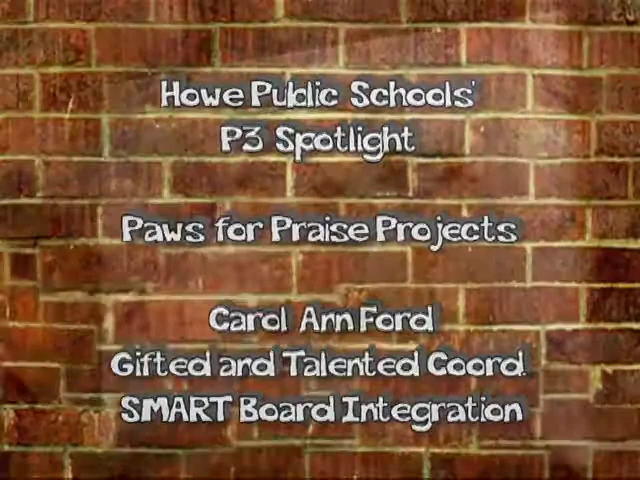 Howe Public Schools'
P3 Spotlight
Paws for Praise Projects
Carol Ann Ford
Gifted and Talented Coord.
SMART Board Integration